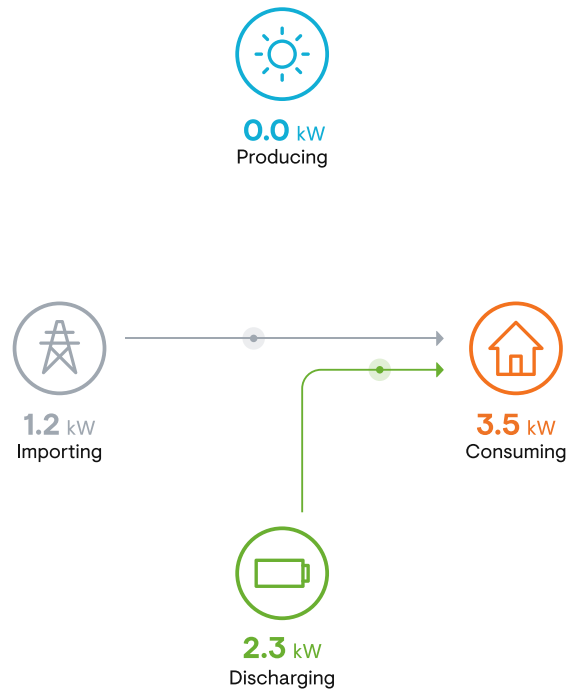 0.0 kW
Producing
1.2 kW
Importing
3.5 kW
Consuming
2.3 kW
Discharging